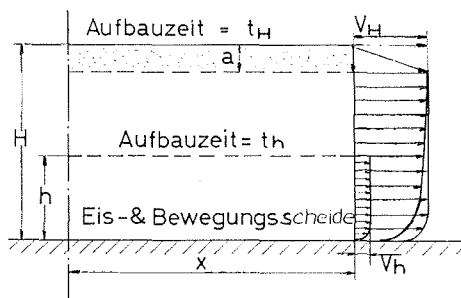 Aufbauzeit = tH
VH
a
H
Aufbauzeit = th
h
Eis-& Bewegungsscheide
x
Vh